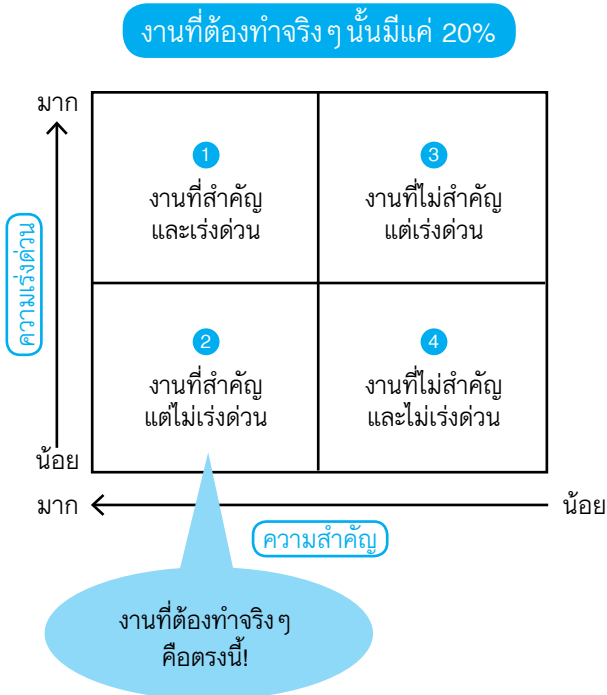 งานที่ต้องทำจริงๆ นั้นมีแค่ 20%
มาก
ความเร่งด่วน
น้อย
1
งานที่สำคัญ
และเร่งด่วน
3
งานที่ไม่สำคัญ
แต่เร่งด่วน
2
งานที่สำคัญ
แต่ไม่เร่งด่วน
4
งานที่ไม่สำคัญ
และไม่เร่งด่วน
มาก
น้อย
ความสำคัญ
งานที่ต้องทำจริงๆ
คือตรงนี้!